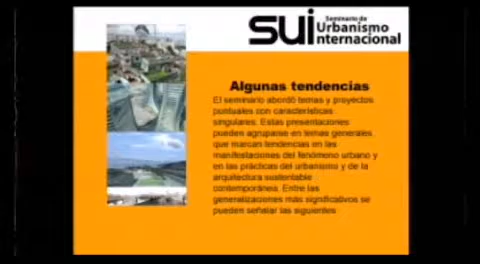 sui
Seminario de
Urbanismo
Internacional
Algunas tendencias
El seminario abordó temas y proyectos
puntuales con características
singulares. Estas presentaciones
pueden agruparse en temas generales,
que marcan tendencias en las
manifestaciones del fenómeno urbano y
en las prácticas del urbanismo y de la
arquitectura sustentable
contemporánea. Entre las
generalizaciones más significativos se
pueden señalar las siguientes: